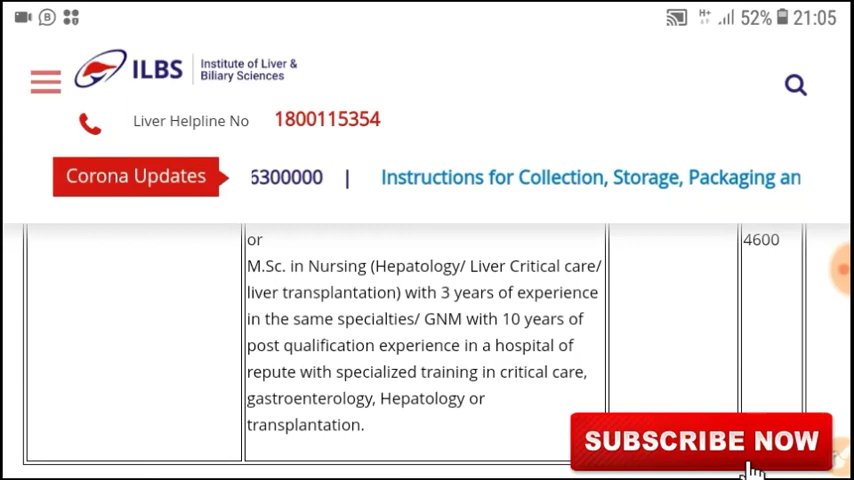 52% 21:05
ILBS
Institute of Liver &
Biliary Sciences
Liver Helpline No 1800115354
Corona Updates 6300000 | Instructions for Collection, Storage, Packaging an
or
4600
M.Sc. in Nursing (Hepatology/ Liver Critical care/
liver transplantation) with 3 years of experience
in the same specialties/ GNM with 10 years of
post qualification experience in a hospital of
repute with specialized training in critical care,
gastroenterology, Hepatology or
transplantation.
SUBSCRIBE NOW